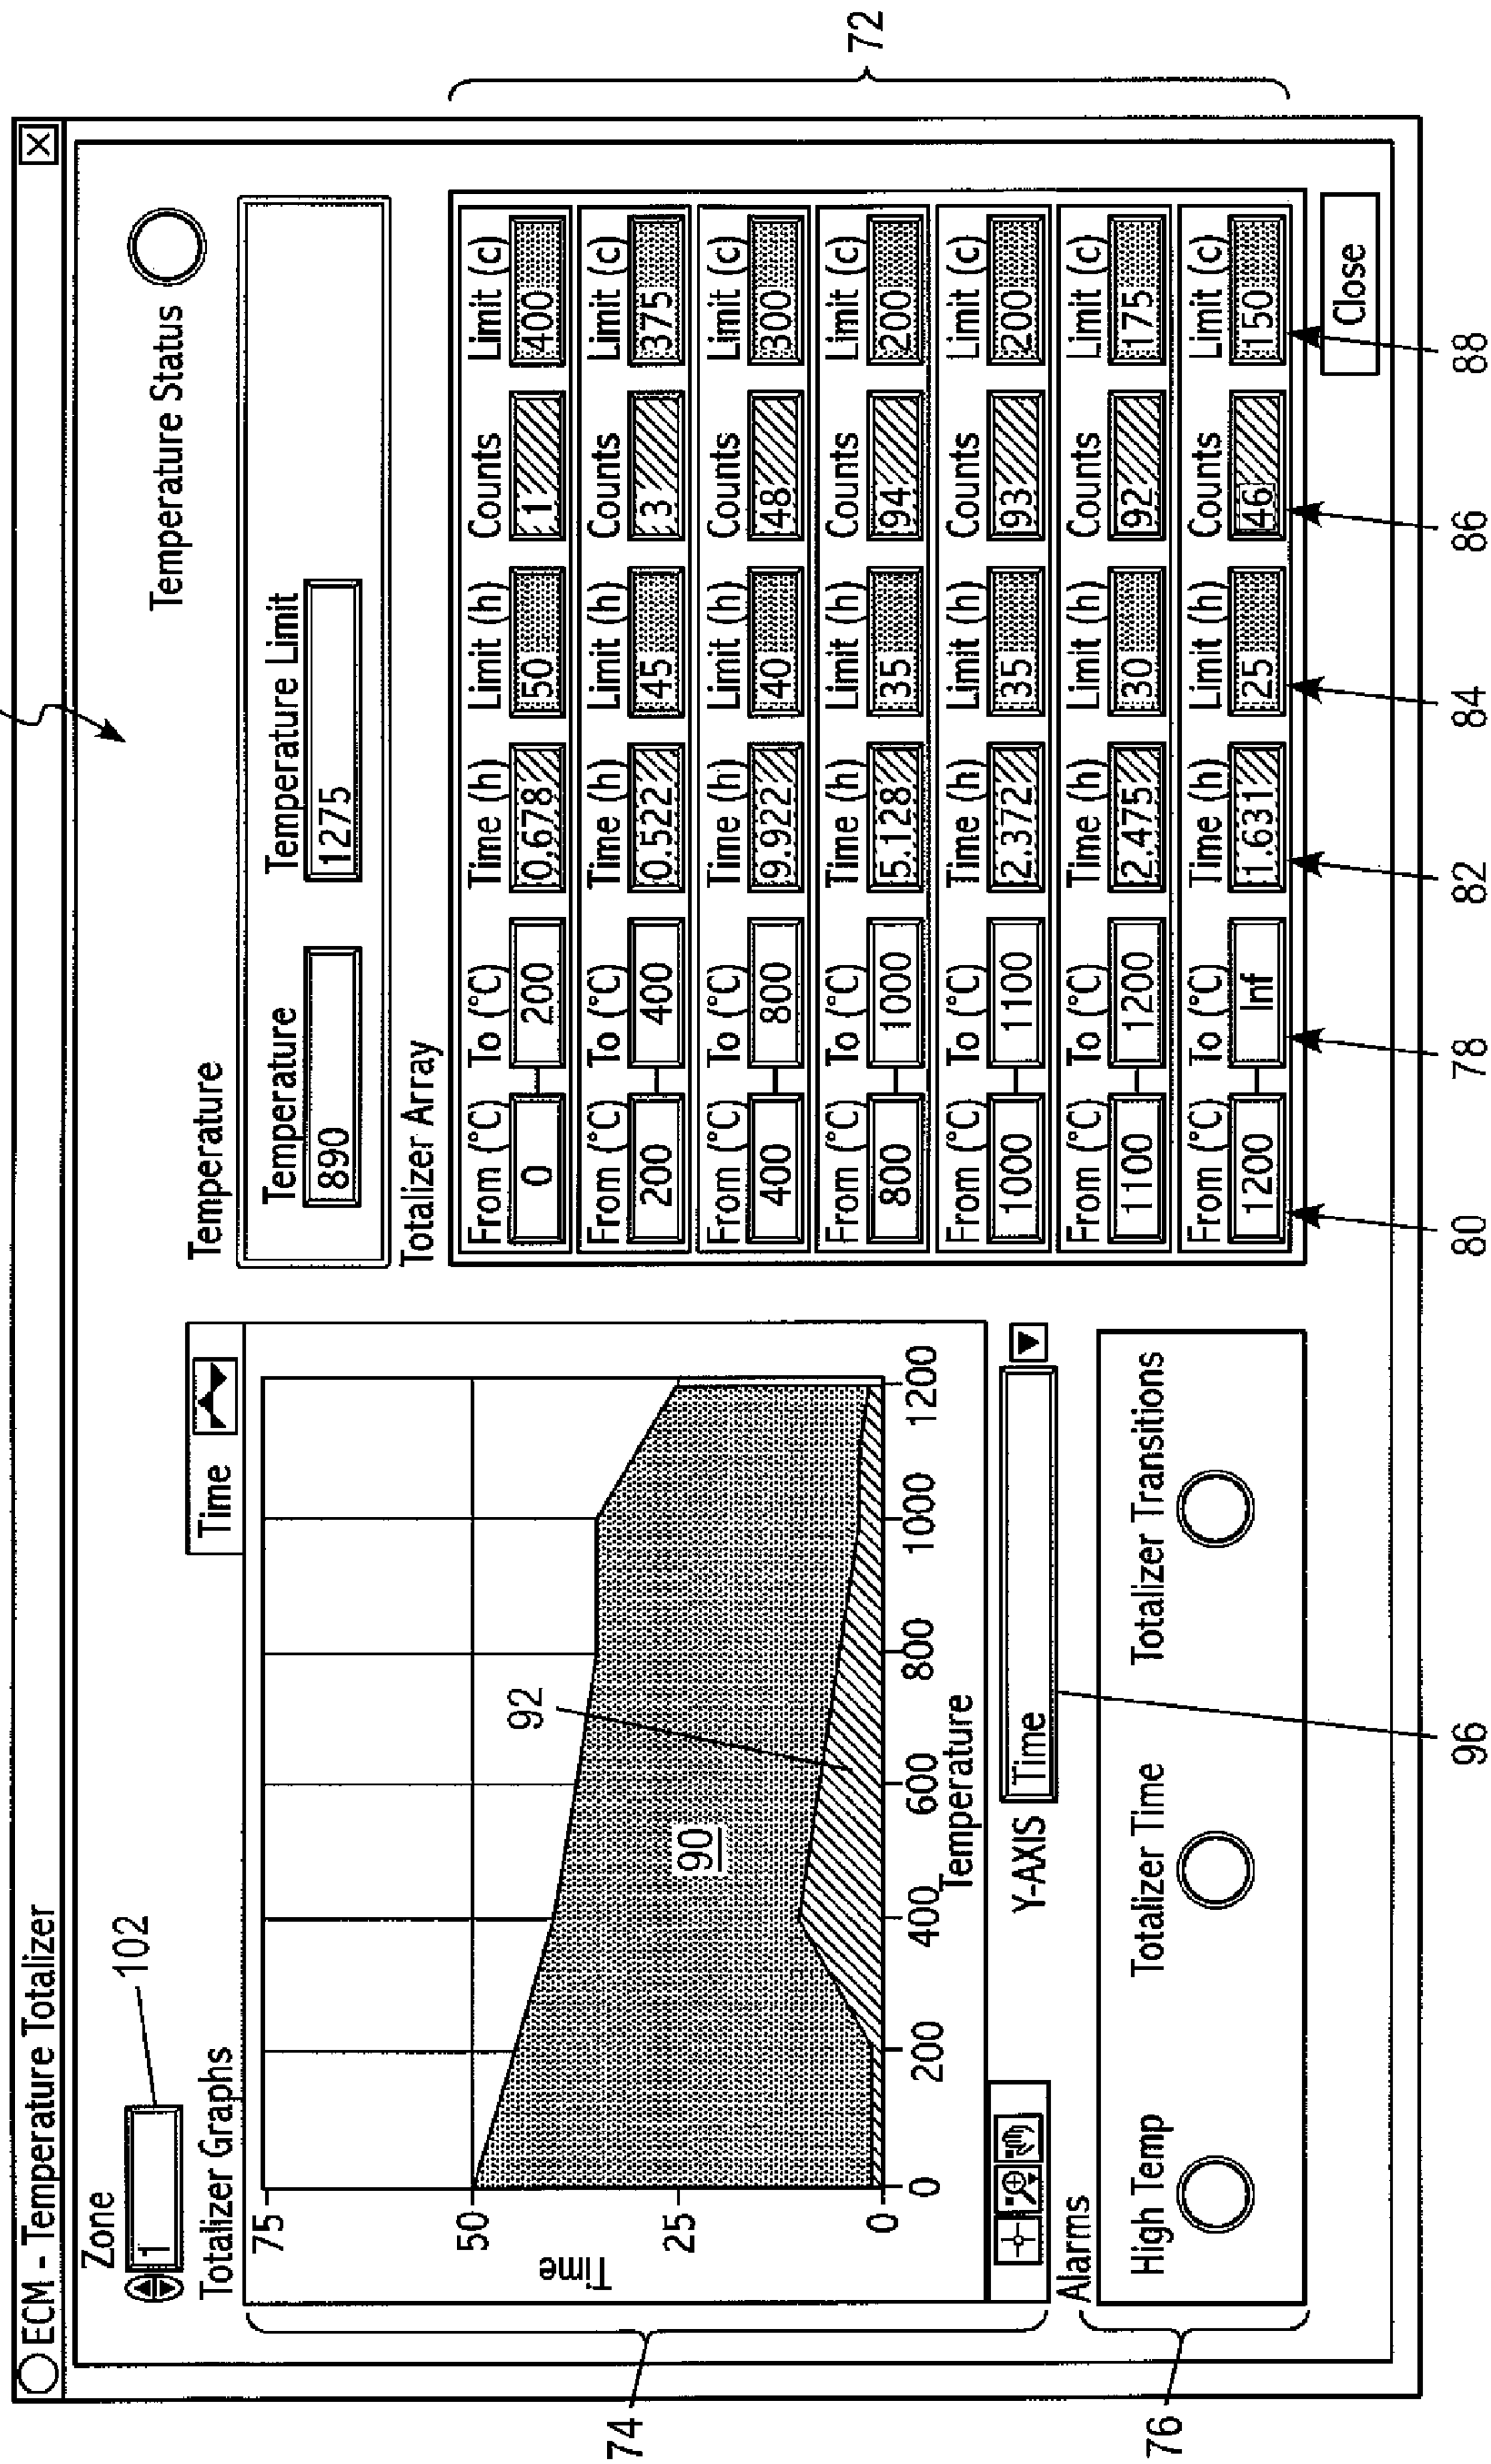 ECM - Temperature Totalizer
X
Zone
1
102
Temperature Status
Totalizer Graphs
Time
75
50
25
0
Time
92
90
0 200 400 600 800 1000 1200
Temperature
Y-AXIS Time
74
Alarms
High Temp Totalizer Time Totalizer Transitions
76
96
Temperature
Temperature Temperature Limit
890 1275
Totalizer Array
From (°C) To (°C) Time (h) Limit (h) Counts Limit (c)
0 200 0.678 50 1 400
From (°C) To (°C) Time (h) Limit (h) Counts Limit (c)
200 400 0.522 45 3 375
From (°C) To (°C) Time (h) Limit (h) Counts Limit (c)
400 800 9.922 40 48 300
From (°C) To (°C) Time (h) Limit (h) Counts Limit (c)
800 1000 5.128 35 94 200
From (°C) To (°C) Time (h) Limit (h) Counts Limit (c)
1000 1100 2.372 35 93 200
From (°C) To (°C) Time (h) Limit (h) Counts Limit (c)
1100 1200 2.475 30 92 175
From (°C) To (°C) Time (h) Limit (h) Counts Limit (c)
1200 Inf 1.631 25 46 150
72
Close
80 78 82 84 86 88